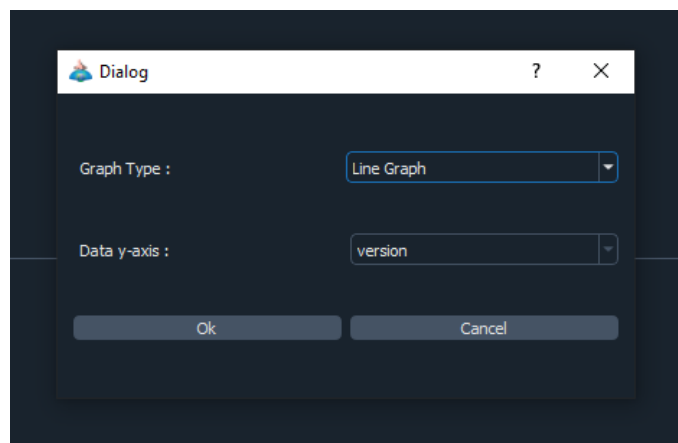 Dialog ?
Graph Type : Line Graph
Data y-axis : version
Ok Cancel